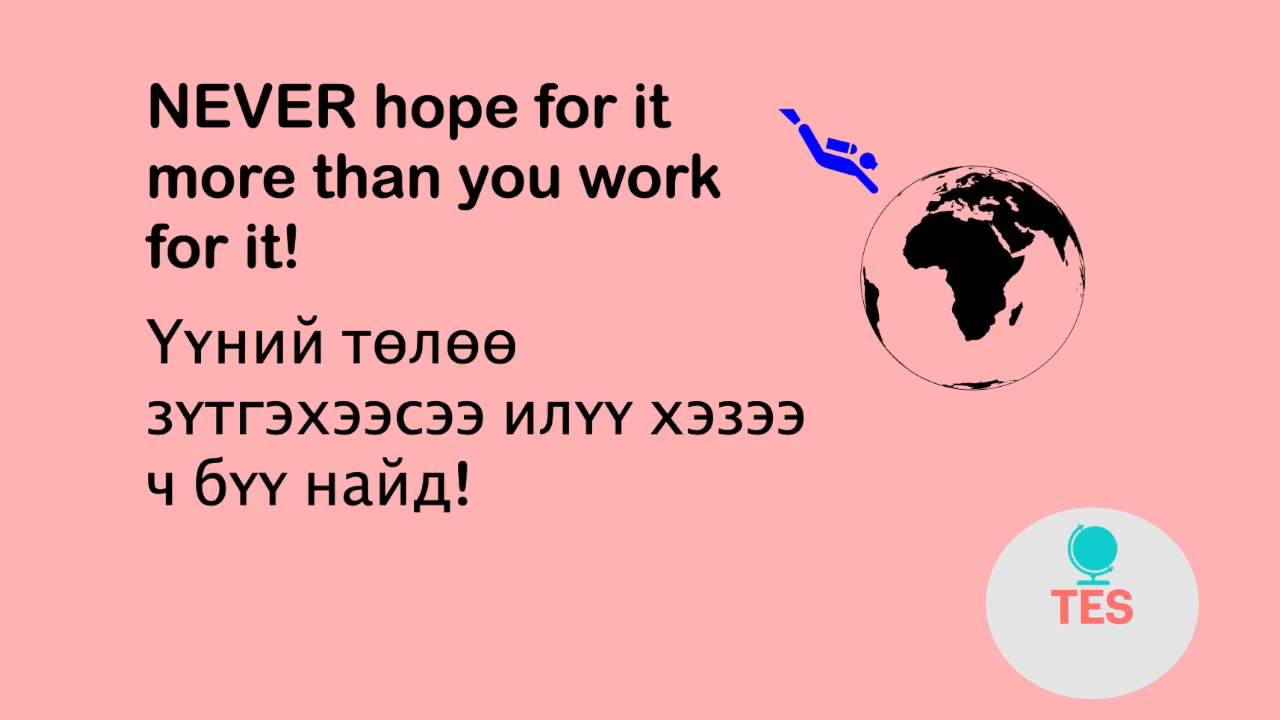 NEVER hope for it
more than you work
for it!
Үүний төлөө
зүтгэхээсээ илүү хэзээ
ч бүү найд!
TES